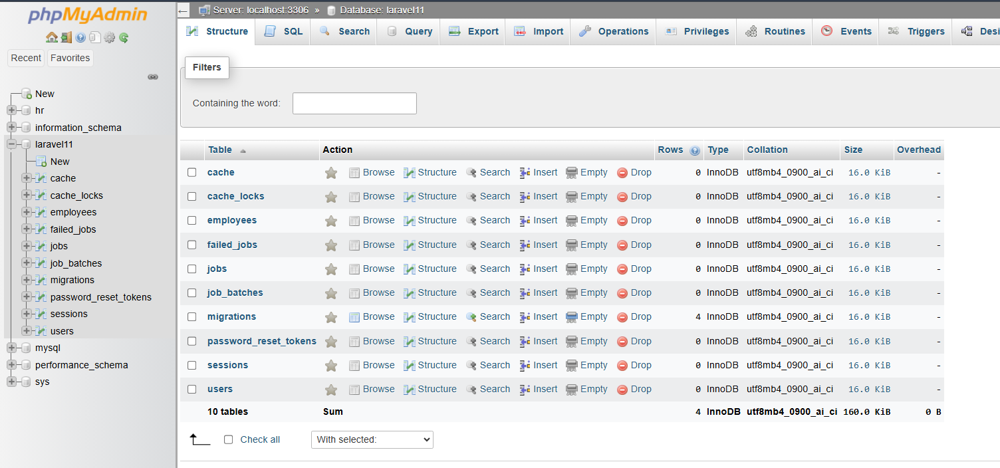 phpMyAdmin
Recent Favorites
New
hr
information_schema
laravel11
New
cache
cache_locks
employees
failed_jobs
jobs
job_batches
migrations
password_reset_tokens
sessions
users
mysql
performance_schema
sys
Server: localhost:3306 » Database: laravel11
Structure SQL Search Query Export Import Operations Privileges Routines Events Triggers Desi
Filters
Containing the word:
Table Action Rows Type Collation Size Overhead
cache Browse Structure Search Insert Empty Drop 0 InnoDB utf8mb4_0900_ai_ci 16.0 KiB -
cache_locks Browse Structure Search Insert Empty Drop 0 InnoDB utf8mb4_0900_ai_ci 16.0 KiB -
employees Browse Structure Search Insert Empty Drop 0 InnoDB utf8mb4_0900_ai_ci 16.0 KiB -
failed_jobs Browse Structure Search Insert Empty Drop 0 InnoDB utf8mb4_0900_ai_ci 16.0 KiB -
jobs Browse Structure Search Insert Empty Drop 0 InnoDB utf8mb4_0900_ai_ci 16.0 KiB -
job_batches Browse Structure Search Insert Empty Drop 0 InnoDB utf8mb4_0900_ai_ci 16.0 KiB -
migrations Browse Structure Search Insert Empty Drop 4 InnoDB utf8mb4_0900_ai_ci 16.0 KiB -
password_reset_tokens Browse Structure Search Insert Empty Drop 0 InnoDB utf8mb4_0900_ai_ci 16.0 KiB -
sessions Browse Structure Search Insert Empty Drop 0 InnoDB utf8mb4_0900_ai_ci 16.0 KiB -
users Browse Structure Search Insert Empty Drop 0 InnoDB utf8mb4_0900_ai_ci 16.0 KiB -
10 tables Sum 4 InnoDB utf8mb4_0900_ai_ci 160.0 KiB 0 B
Check all With selected: